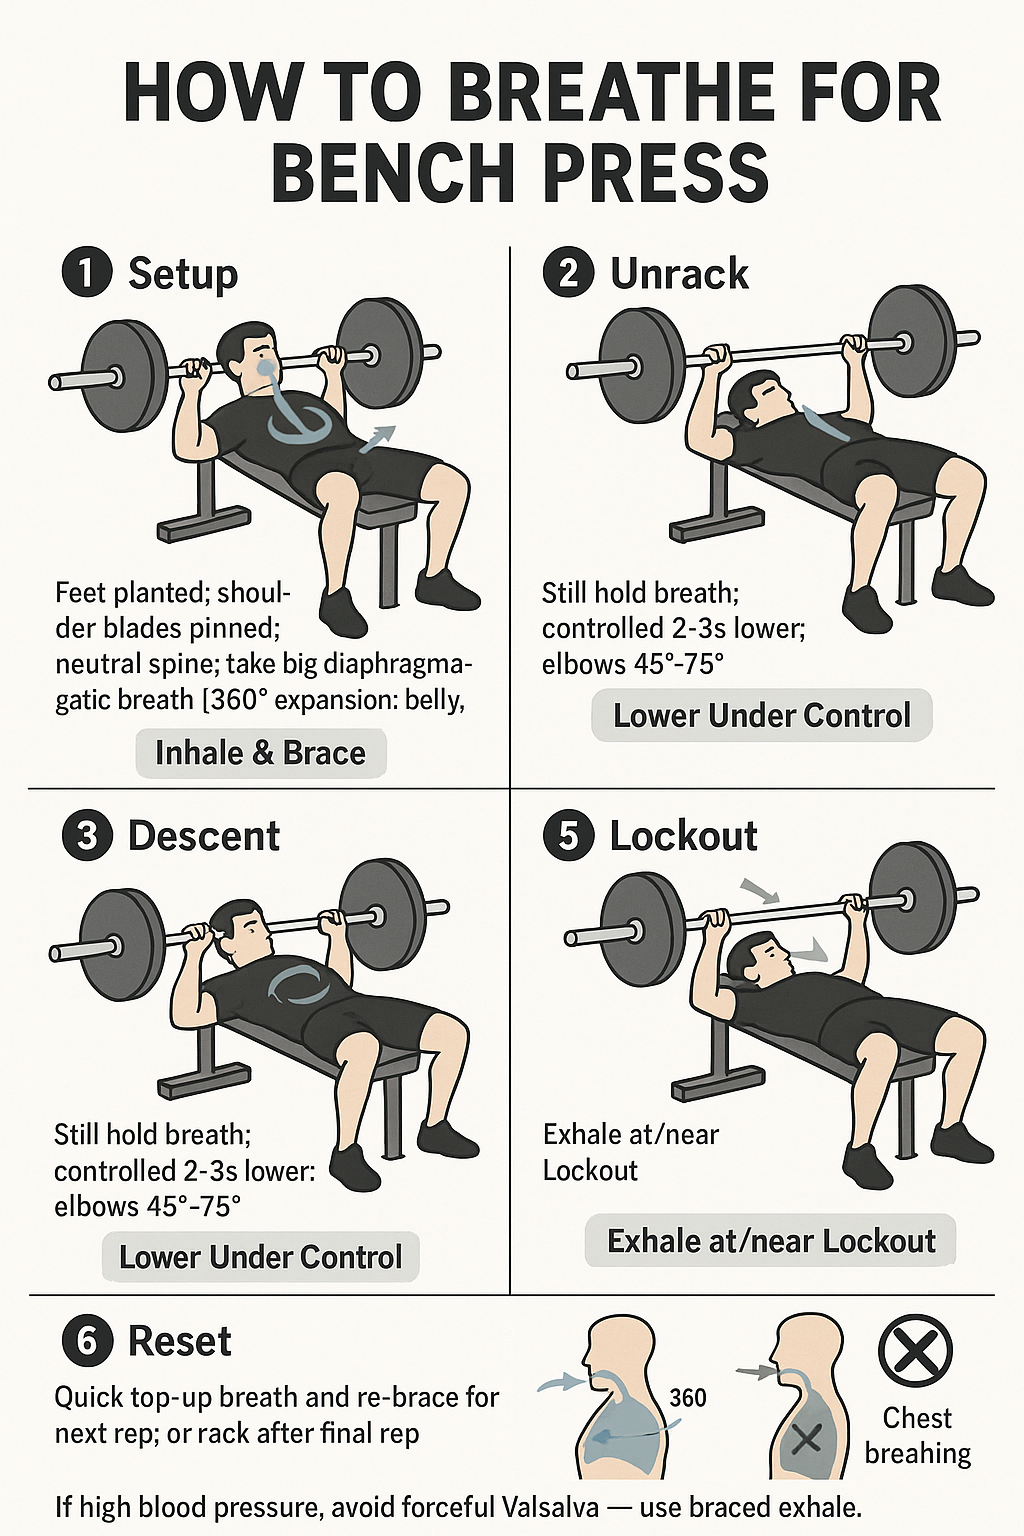 HOW TO BREATHE FOR
BENCH PRESS
1 Setup
Feet planted; shoul-
der blades pinned;
neutral spine; take big diaphragma-
gatic breath [360° expansion: belly,
Inhale & Brace
2 Unrack
Still hold breath;
controlled 2-3s lower;
elbows 45°-75°
Lower Under Control
3 Descent
Still hold breath;
controlled 2-3s lower:
elbows 45°-75°
Lower Under Control
5 Lockout
Exhale at/near
Lockout
Exhale at/near Lockout
6 Reset
Quick top-up breath and re-brace for
next rep; or rack after final rep
360
Chest
breahing
If high blood pressure, avoid forceful Valsalva — use braced exhale.